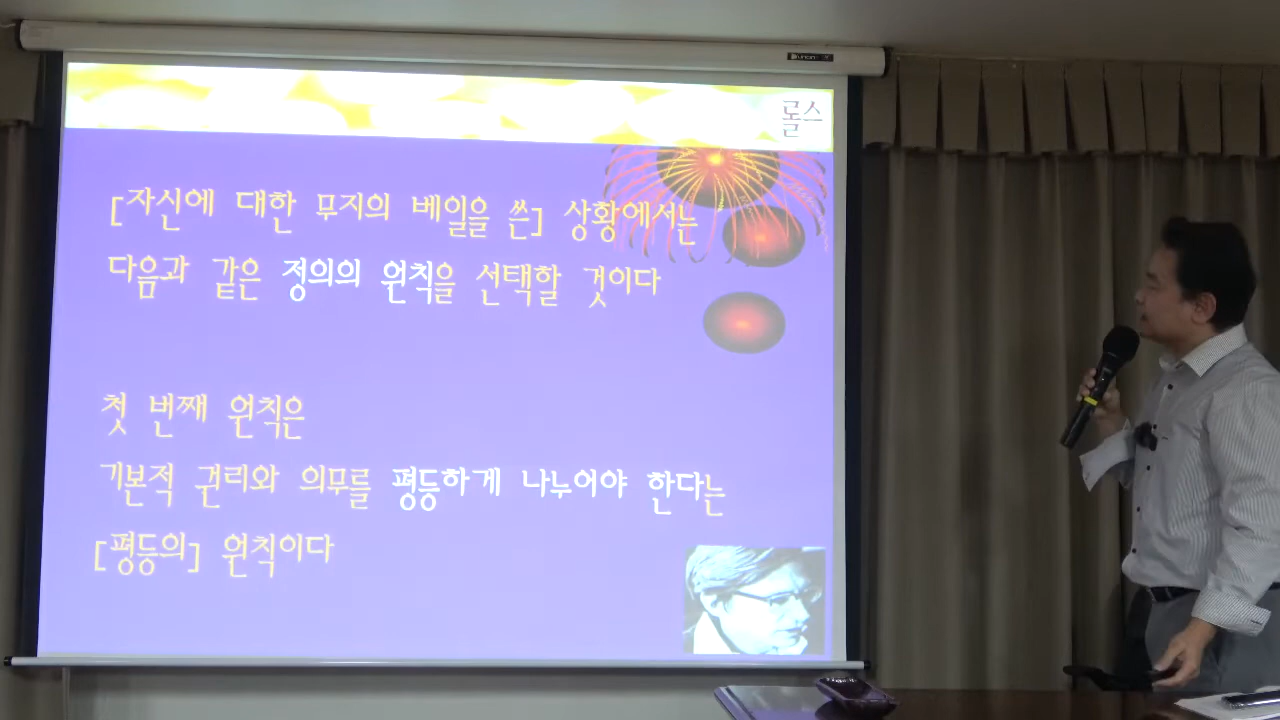 롤스
[자신에 대한 무지의 베일을 쓴] 상황에서는
다음과 같은 정의의 원칙을 선택할 것이다
첫 번째 원칙은
기본적 권리와 의무를 평등하게 나누어야 한다는
[평등의] 원칙이다